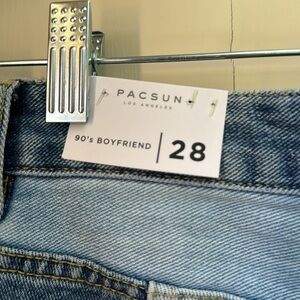 PACSUN
LOS ANGELES
90's BOYFRIEND | 28